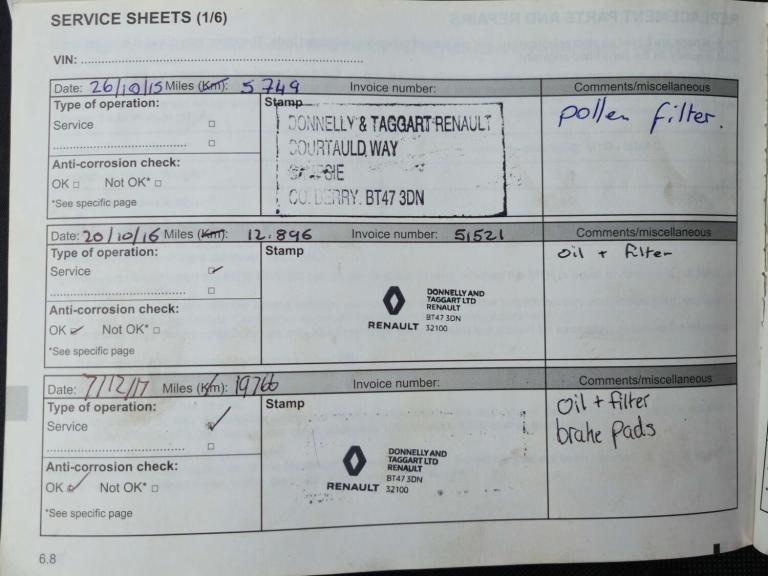 SERVICE SHEETS (1/6)
VIN: ........................................................................
Date: 26/10/15 Miles (Km): 5749 Invoice number: Comments/miscellaneous
Type of operation: Stamp pollen filter.
Service □
............................................ □
Anti-corrosion check:
OK □ Not OK* □
*See specific page
DONNELLY & TAGGART RENAULT
COURTAULD WAY
CO. DERRY. BT47 3DN
Date: 20/10/16 Miles (Km): 12.896 Invoice number: 51521 Comments/miscellaneous
Type of operation: Stamp oil + filter
Service ☑
............................................ □
Anti-corrosion check:
OK ☑ Not OK* □
*See specific page
DONNELLY AND
TAGGART LTD
RENAULT
BT47 3DN
RENAULT 32100
Date: 7/12/17 Miles (Km): 19766 Invoice number: Comments/miscellaneous
Type of operation: Stamp oil + filter
Service ☑ brake pads
............................................ □
Anti-corrosion check:
OK ☑ Not OK* □
*See specific page
DONNELLY AND
TAGGART LTD
RENAULT
BT47 3DN
RENAULT 32100
6.8